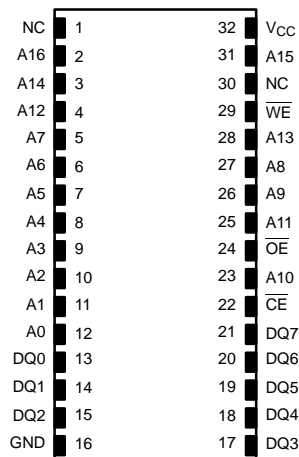 NC 1 32 VCC
A16 2 31 A15
A14 3 30 NC
A12 4 29 W̅E̅
A7 5 28 A13
A6 6 27 A8
A5 7 26 A9
A4 8 25 A11
A3 9 24 O̅E̅
A2 10 23 A10
A1 11 22 C̅E̅
A0 12 21 DQ7
DQ0 13 20 DQ6
DQ1 14 19 DQ5
DQ2 15 18 DQ4
GND 16 17 DQ3